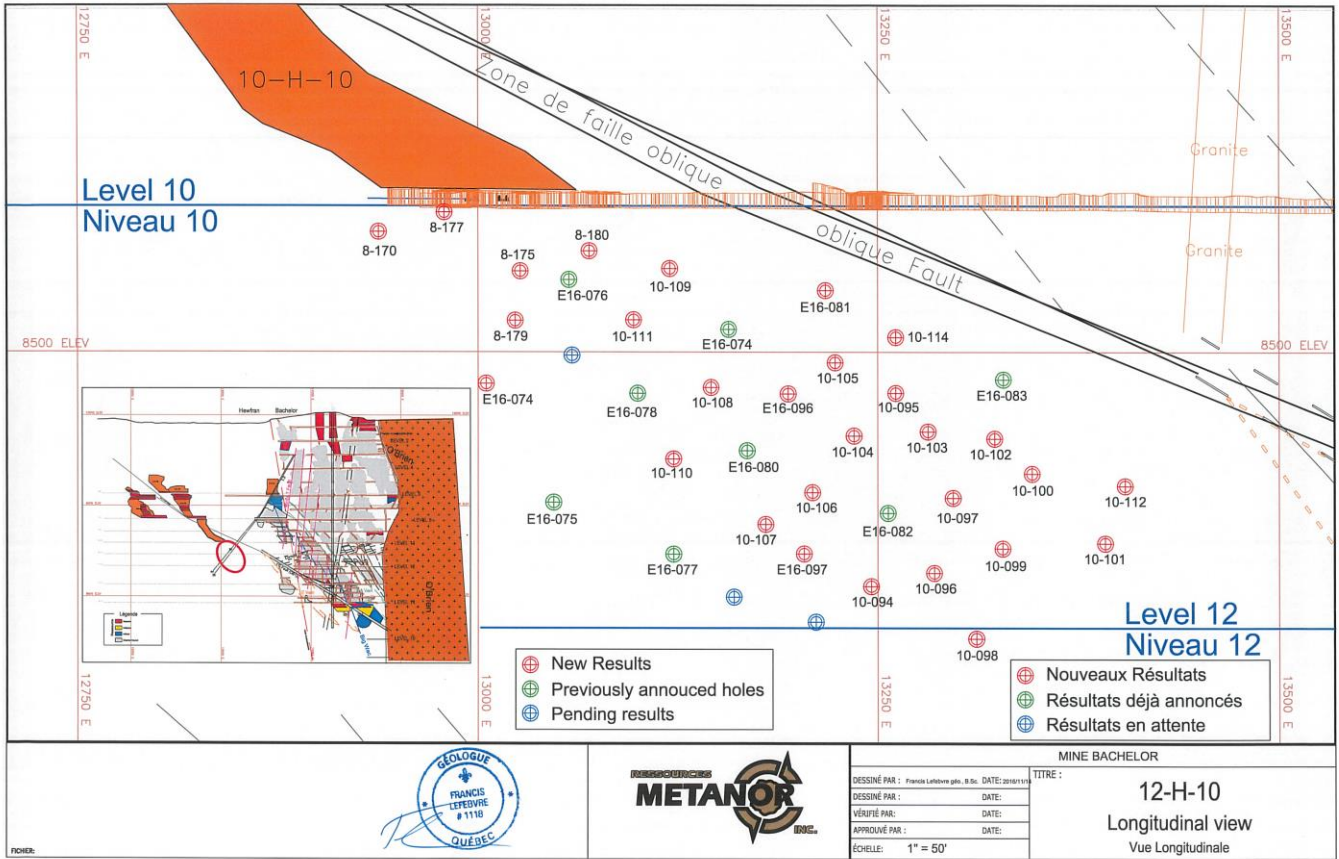 12750 E
13000 E
13250 E
13500 E
10-H-10
Zone de faille oblique
oblique Fault
Granite
Granite
Level 10
Niveau 10
8-177
8-170
8-180
8-175
E16-076
10-109
E16-081
8-179
10-111
E16-074
10-114
8500 ELEV
8500 ELEV
10-105
E16-074
E16-078
10-108
E16-096
10-095
E16-083
10-104
10-103
10-102
E16-080
10-110
10-100
10-112
10-106
10-097
E16-075
E16-082
10-107
10-099
10-101
E16-077
E16-097
10-096
10-094
Level 12
Niveau 12
10-098
Hewfran Bachelor
O'Brien
O'Brien
Big Vein
Légende
12750 E
13000 E
13250 E
13500 E
New Results
Previously annouced holes
Pending results
Nouveaux Résultats
Résultats déjà annoncés
Résultats en attente
GÉOLOGUE
FRANCIS
LEFEBVRE
# 1118
QUÉBEC
FICHIER:
RESSOURCES
METANOR
INC.
MINE BACHELOR
DESSINÉ PAR : Francis Lefebvre géo., B.Sc. DATE:
DESSINÉ PAR : DATE:
VÉRIFIÉ PAR: DATE:
APPROUVÉ PAR : DATE:
ÉCHELLE: 1" = 50'
TITRE :
12-H-10
Longitudinal view
Vue Longitudinale